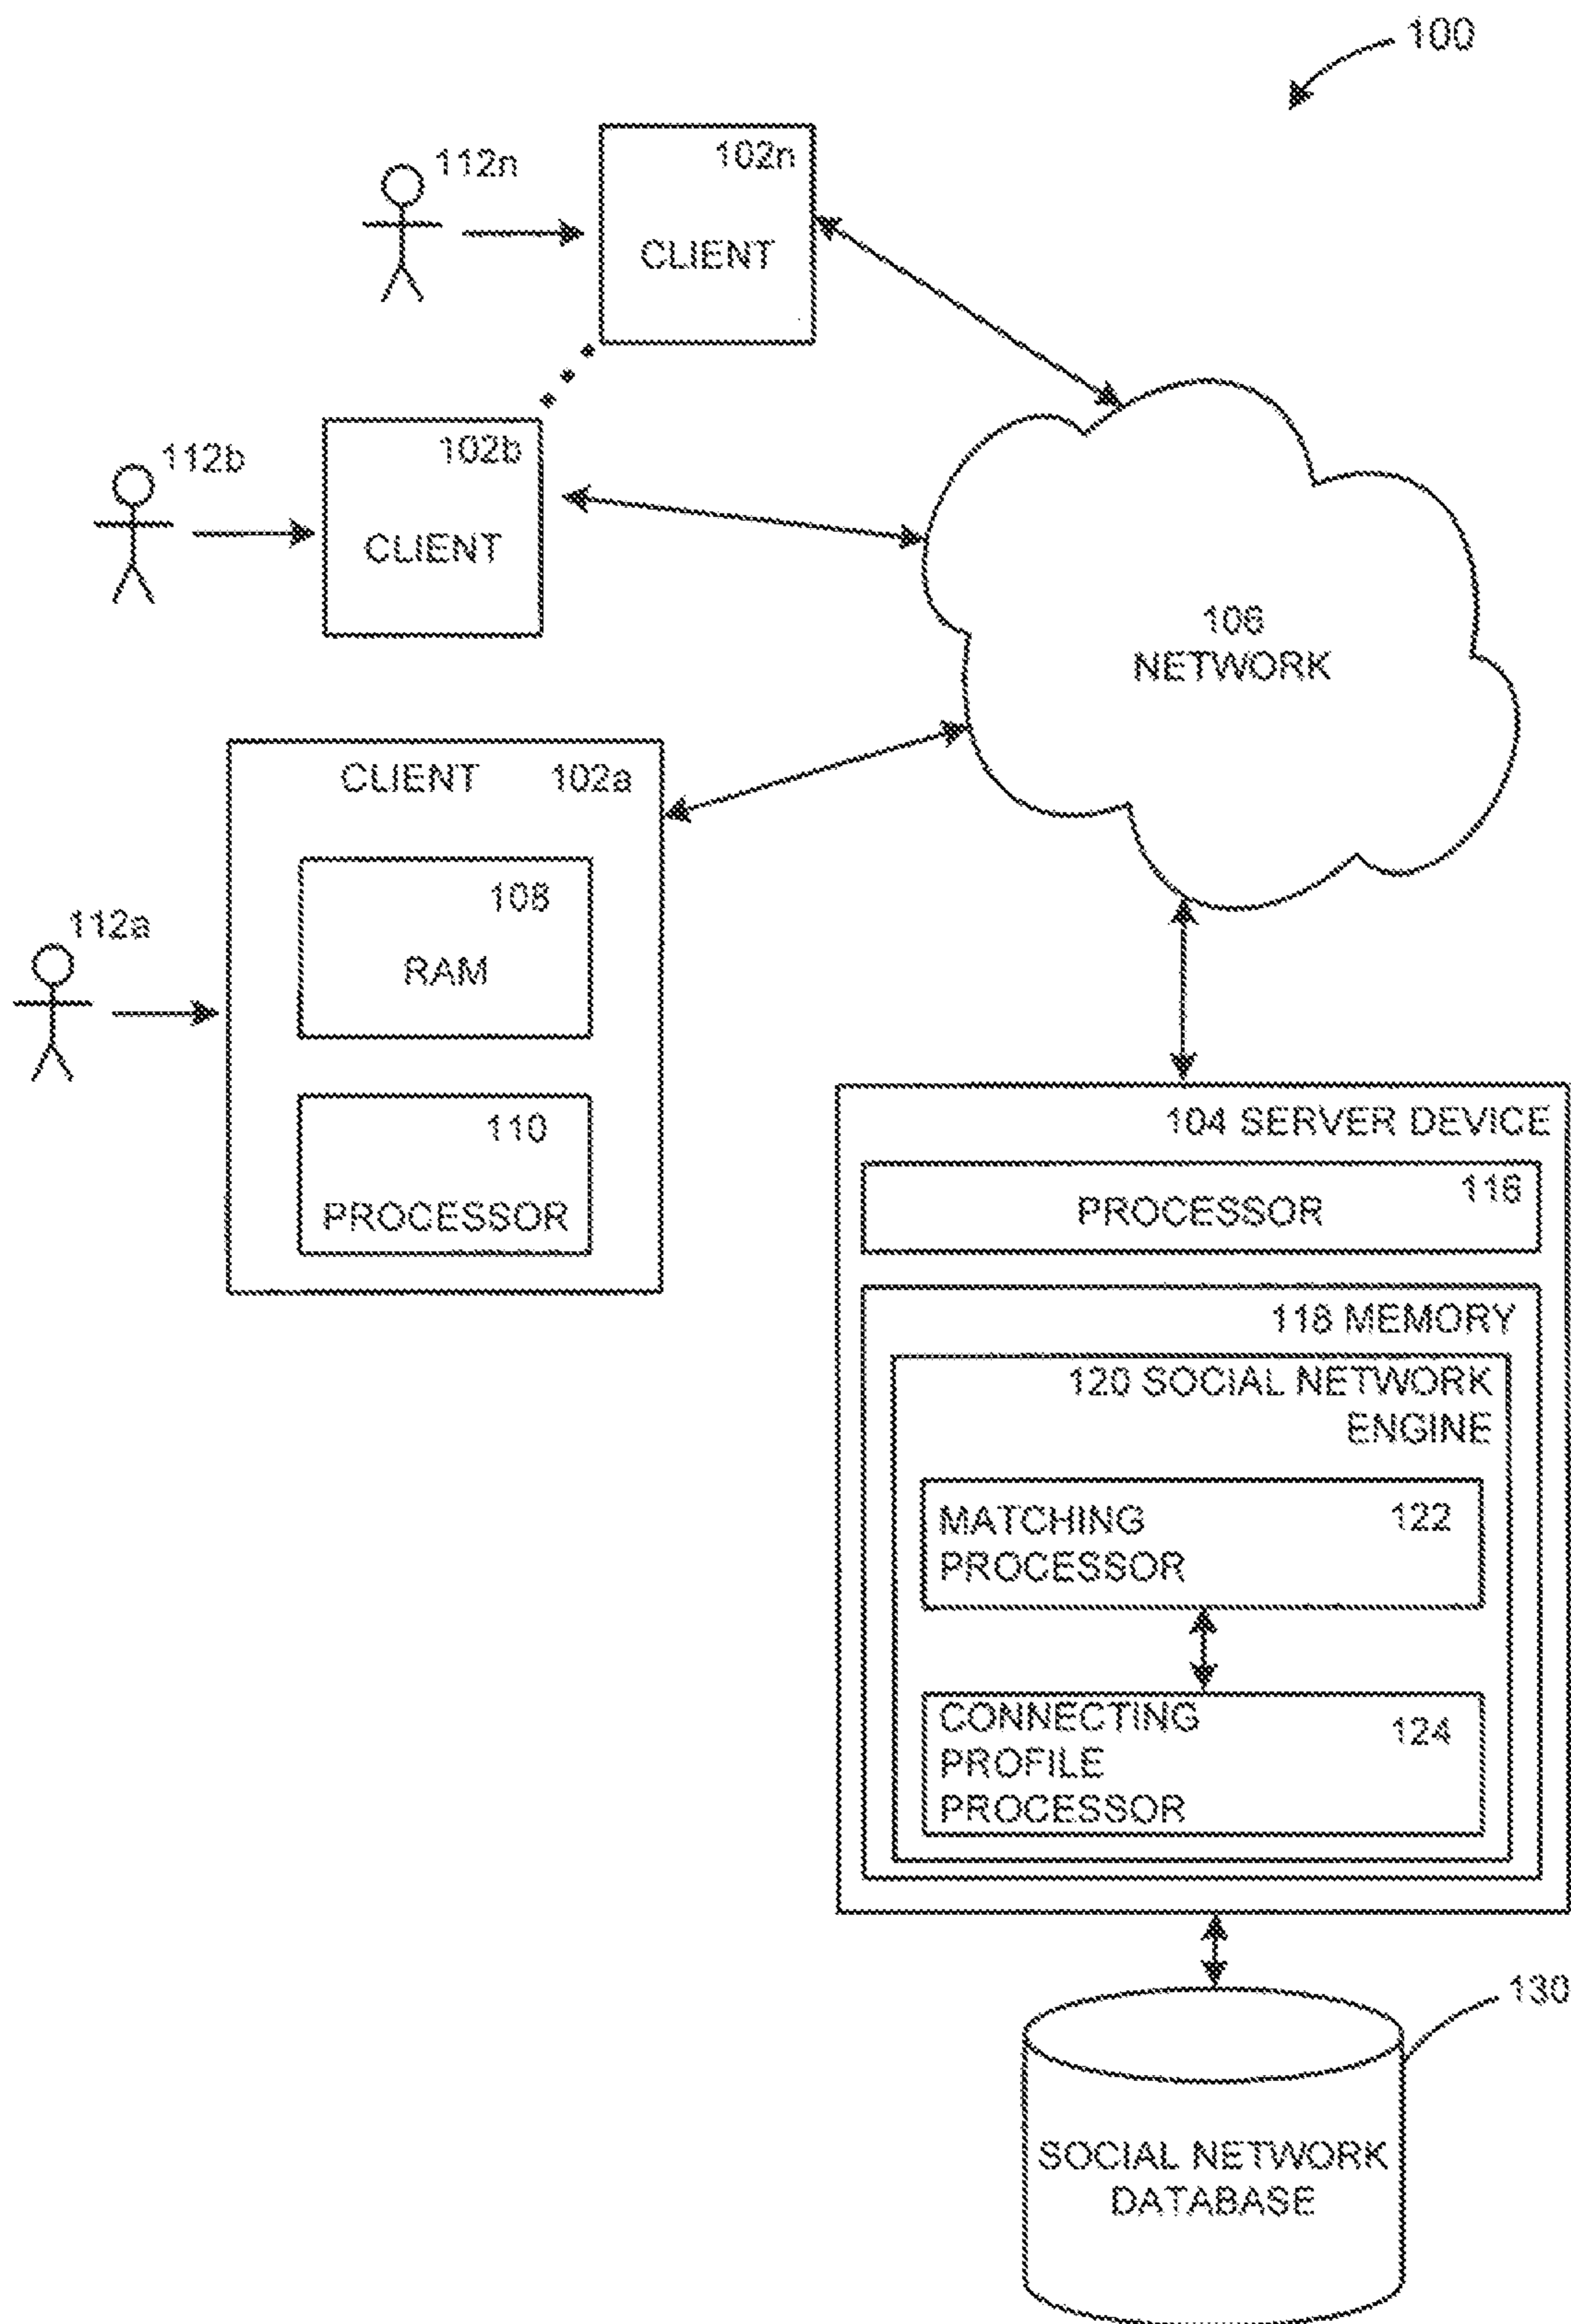 100
112n
102n
CLIENT
112b
102b
CLIENT
106
NETWORK
CLIENT 102a
108
RAM
112a
110
PROCESSOR
104 SERVER DEVICE
116
PROCESSOR
118 MEMORY
120 SOCIAL NETWORK
ENGINE
MATCHING 122
PROCESSOR
CONNECTING 124
PROFILE
PROCESSOR
130
SOCIAL NETWORK
DATABASE